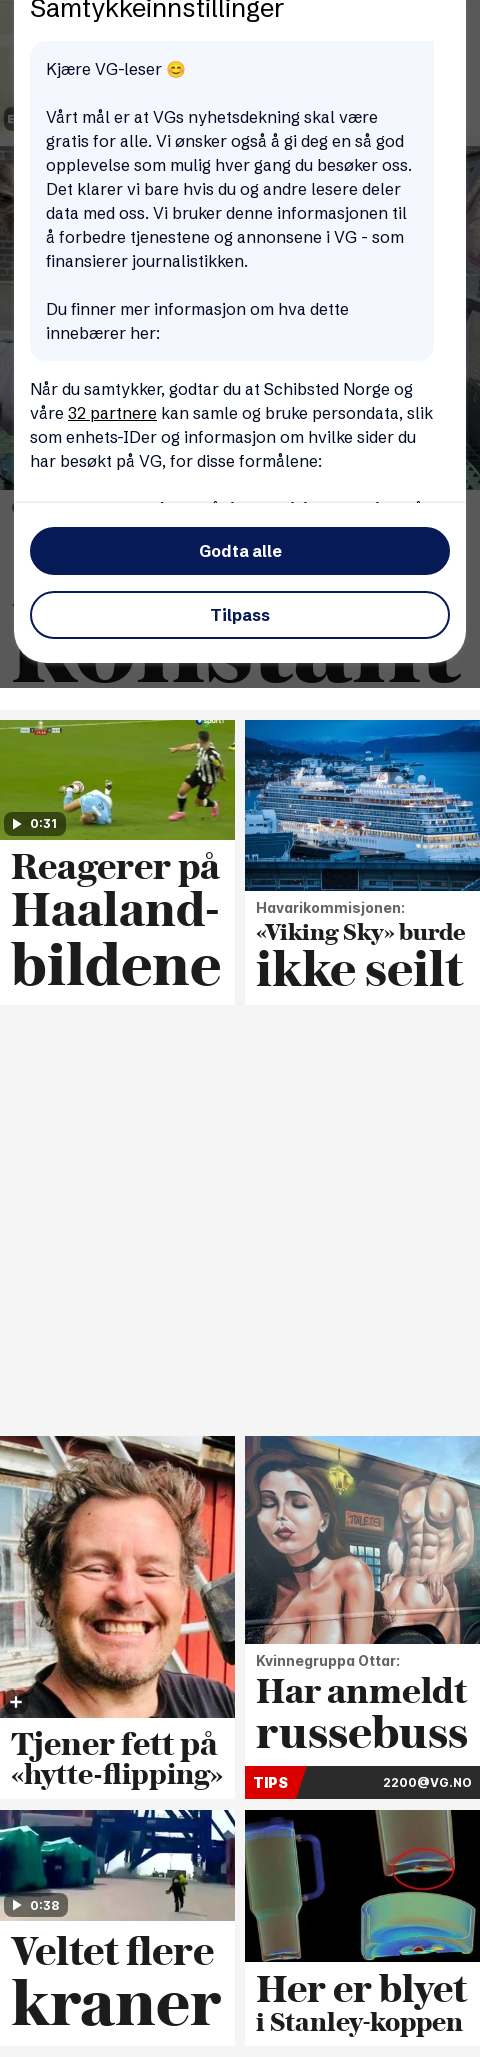 Samtykkeinnstillinger
Kjære VG-leser 😊
Vårt mål er at VGs nyhetsdekning skal være
gratis for alle. Vi ønsker også å gi deg en så god
opplevelse som mulig hver gang du besøker oss.
Det klarer vi bare hvis du og andre lesere deler
data med oss. Vi bruker denne informasjonen til
å forbedre tjenestene og annonsene i VG - som
finansierer journalistikken.
Du finner mer informasjon om hva dette
innebærer her:
Når du samtykker, godtar du at Schibsted Norge og
våre 32 partnere kan samle og bruke persondata, slik
som enhets-IDer og informasjon om hvilke sider du
har besøkt på VG, for disse formålene:
Godta alle
Tilpass
konstant
0:31
Reagerer på
Haaland-
bildene
Havarikommisjonen:
«Viking Sky» burde
ikke seilt
Tjener fett på
«hytte-flipping»
TOILETS
Kvinnegruppa Ottar:
Har anmeldt
russebuss
TIPS 2200@VG.NO
0:38
Veltet flere
kraner
Her er blyet
i Stanley-koppen